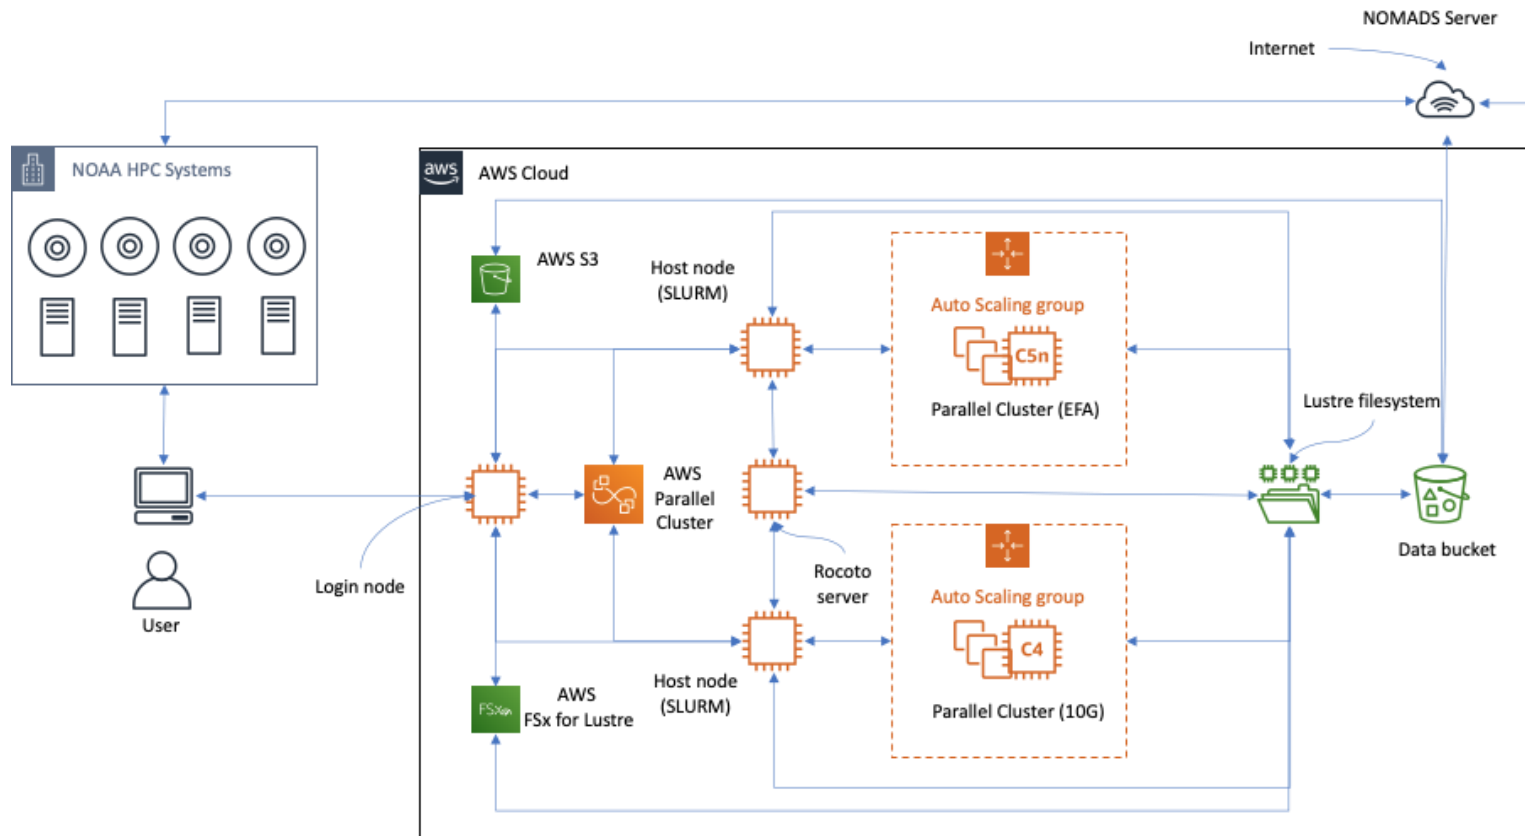 NOMADS Server
Internet
NOAA HPC Systems
aws
AWS Cloud
AWS S3
Host node
(SLURM)
Auto Scaling group
C5n
Parallel Cluster (EFA)
Lustre filesystem
AWS
Parallel
Cluster
Data bucket
Login node
Rocoto
server
User
Auto Scaling group
C4
Host node
(SLURM)
Parallel Cluster (10G)
AWS
FSx for Lustre